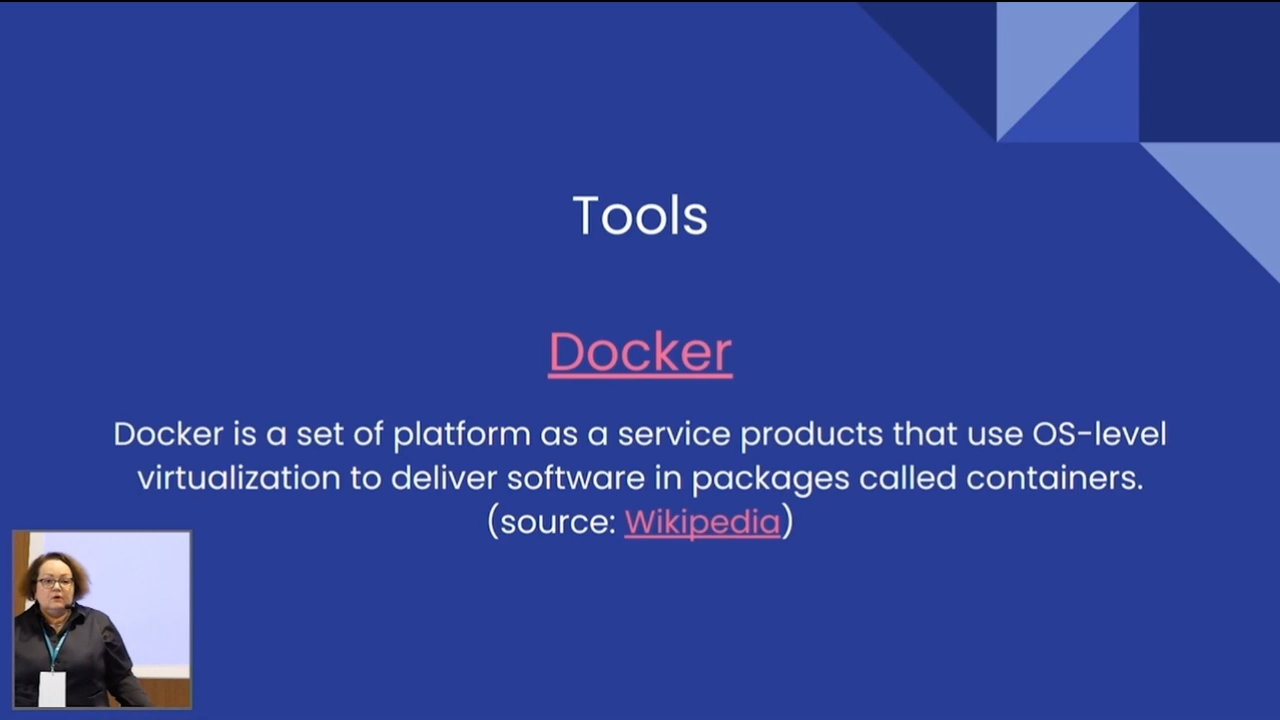 Tools
Docker
Docker is a set of platform as a service products that use OS-level
virtualization to deliver software in packages called containers.
(source: Wikipedia)